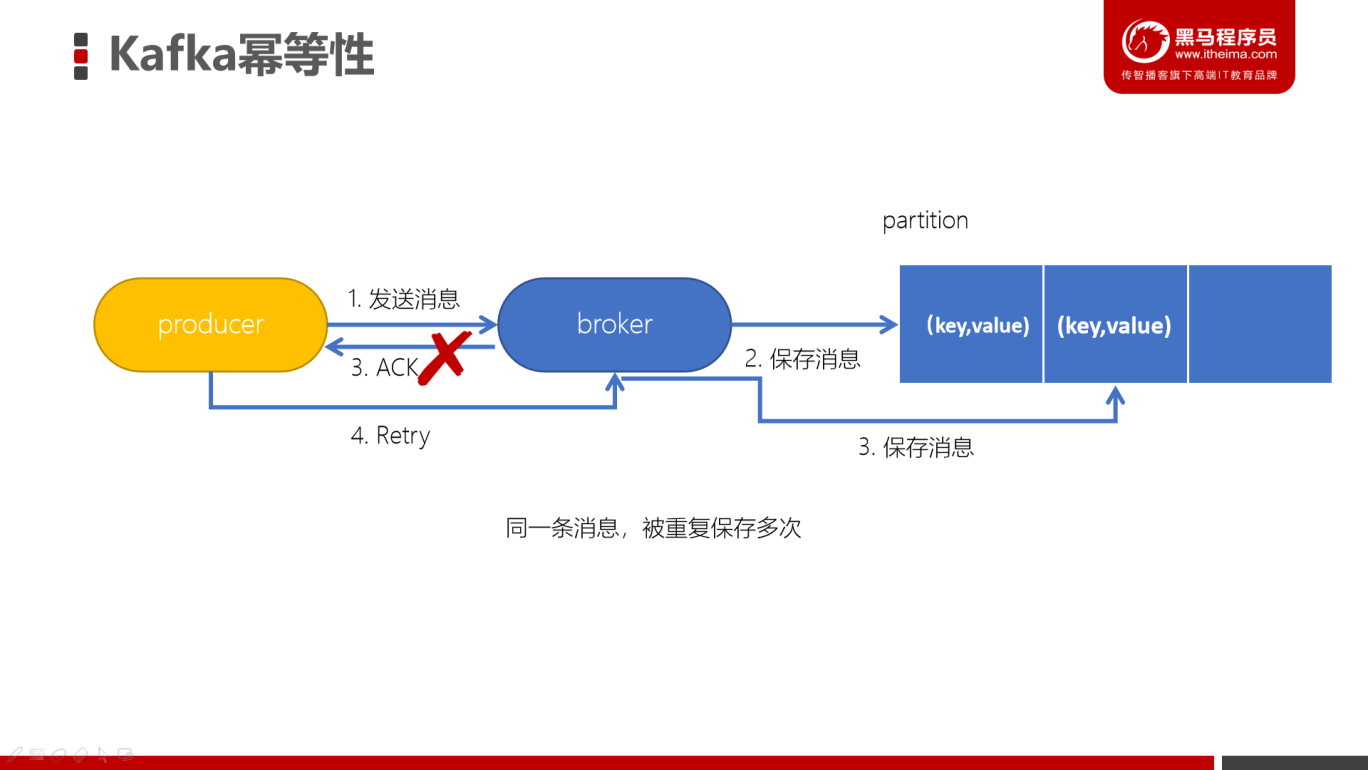 Kafka幂等性
黑马程序员
www.itheima.com
传智播客旗下高端IT教育品牌
partition
1. 发送消息
producer
broker
(key,value)
(key,value)
3. ACK
2. 保存消息
4. Retry
3. 保存消息
同一条消息，被重复保存多次